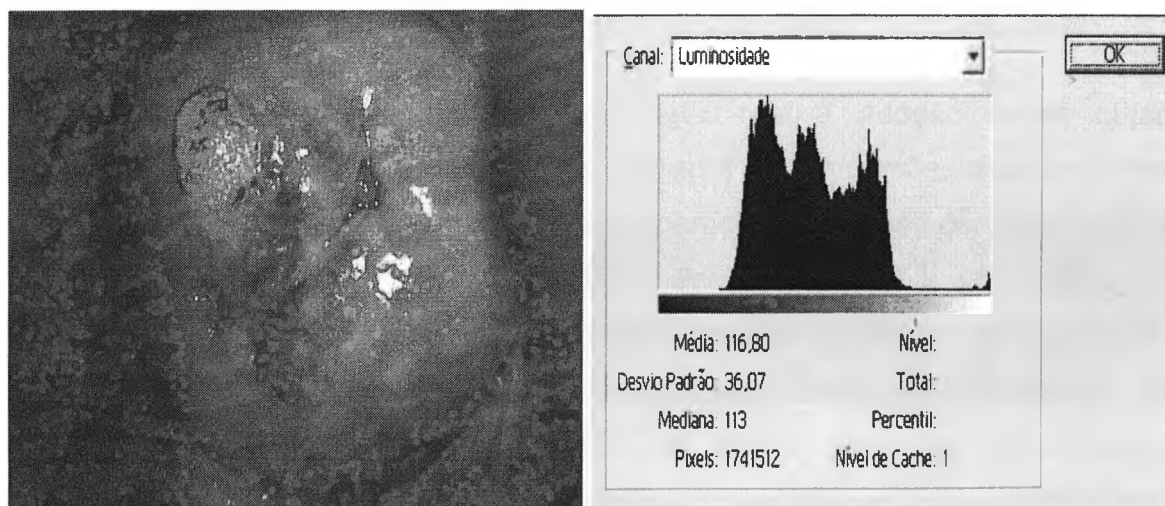 Canal: Luminosidade OK
Média: 116,80 Nível:
Desvio Padrão: 36,07 Total:
Mediana: 113 Percentil:
Pixels: 1741512 Nível de Cache: 1